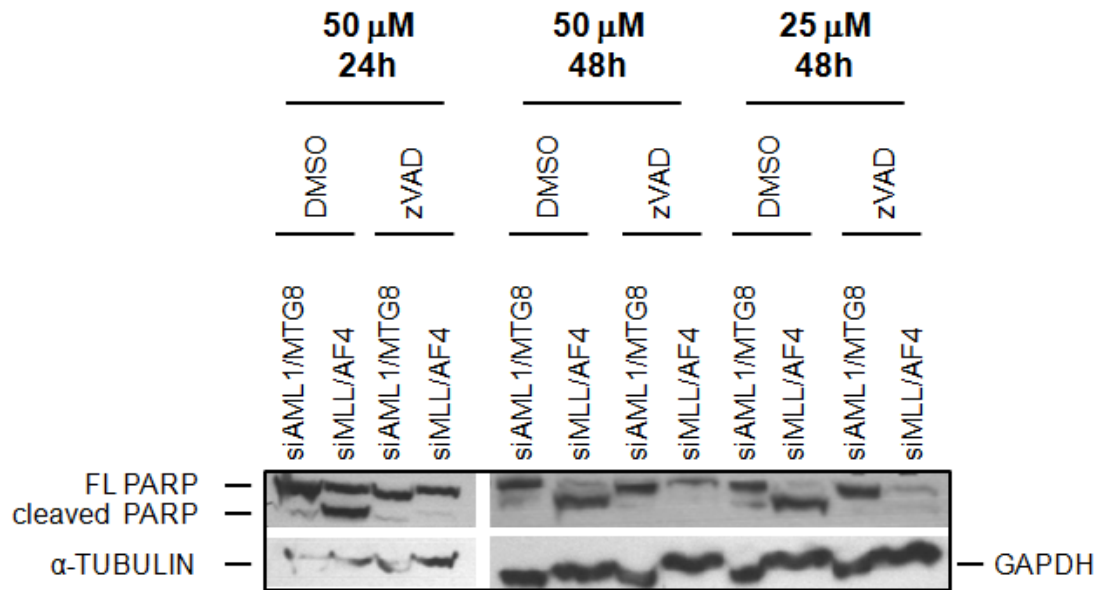 50 μM 50 μM 25 μM
24h 48h 48h
DMSO zVAD DMSO zVAD DMSO zVAD
siAML1/MTG8 siMLL/AF4 siAML1/MTG8 siMLL/AF4 siAML1/MTG8 siMLL/AF4 siAML1/MTG8 siMLL/AF4 siAML1/MTG8 siMLL/AF4 siAML1/MTG8 siMLL/AF4
FL PARP
cleaved PARP
α-TUBULIN GAPDH